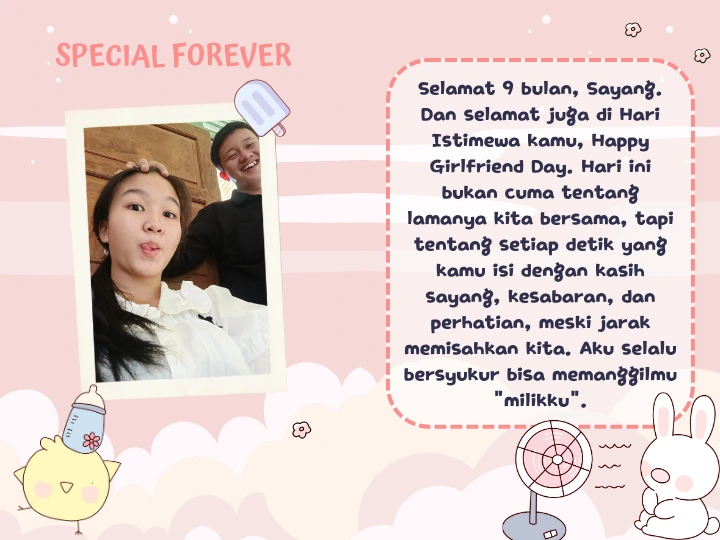 SPECIAL FOREVER
Selamat 9 bulan, Sayang.
Dan selamat juga di Hari
Istimewa kamu, Happy
Girlfriend Day. Hari ini
bukan cuma tentang
lamanya kita bersama, tapi
tentang setiap detik yang
kamu isi dengan kasih
sayang, kesabaran, dan
perhatian, meski jarak
memisahkan kita. Aku selalu
bersyukur bisa memanggilmu
"milikku".